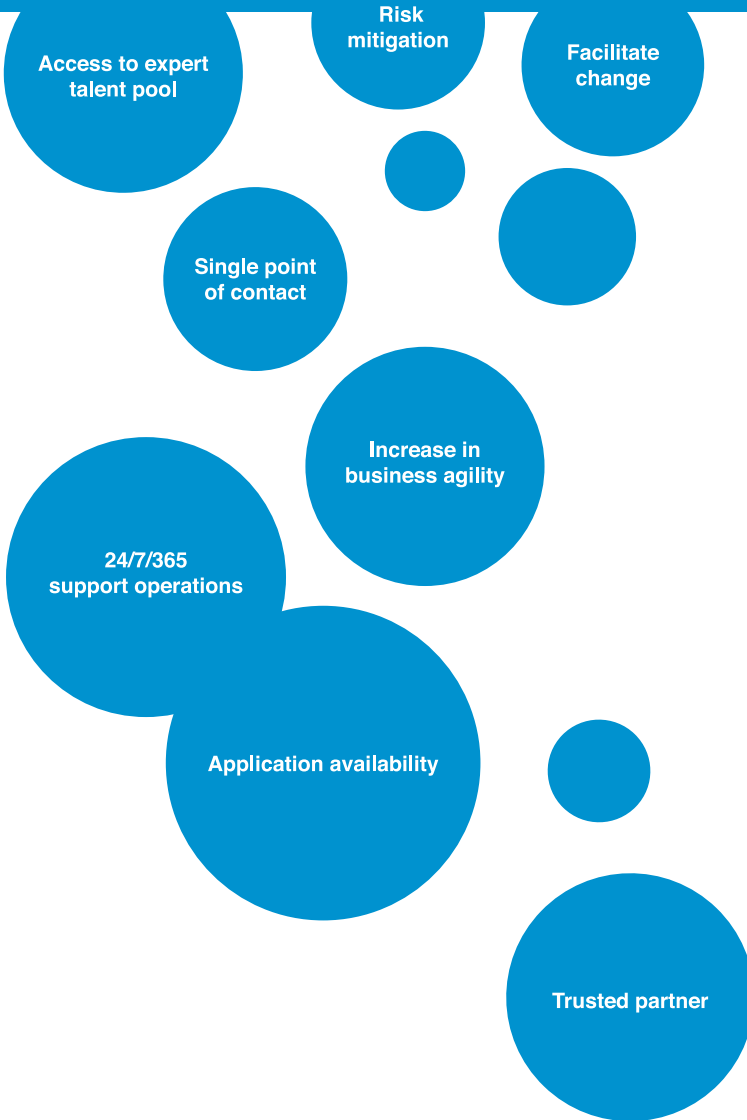 Access to expert
talent pool
Risk
mitigation
Facilitate
change
Single point
of contact
Increase in
business agility
24/7/365
support operations
Application availability
Trusted partner